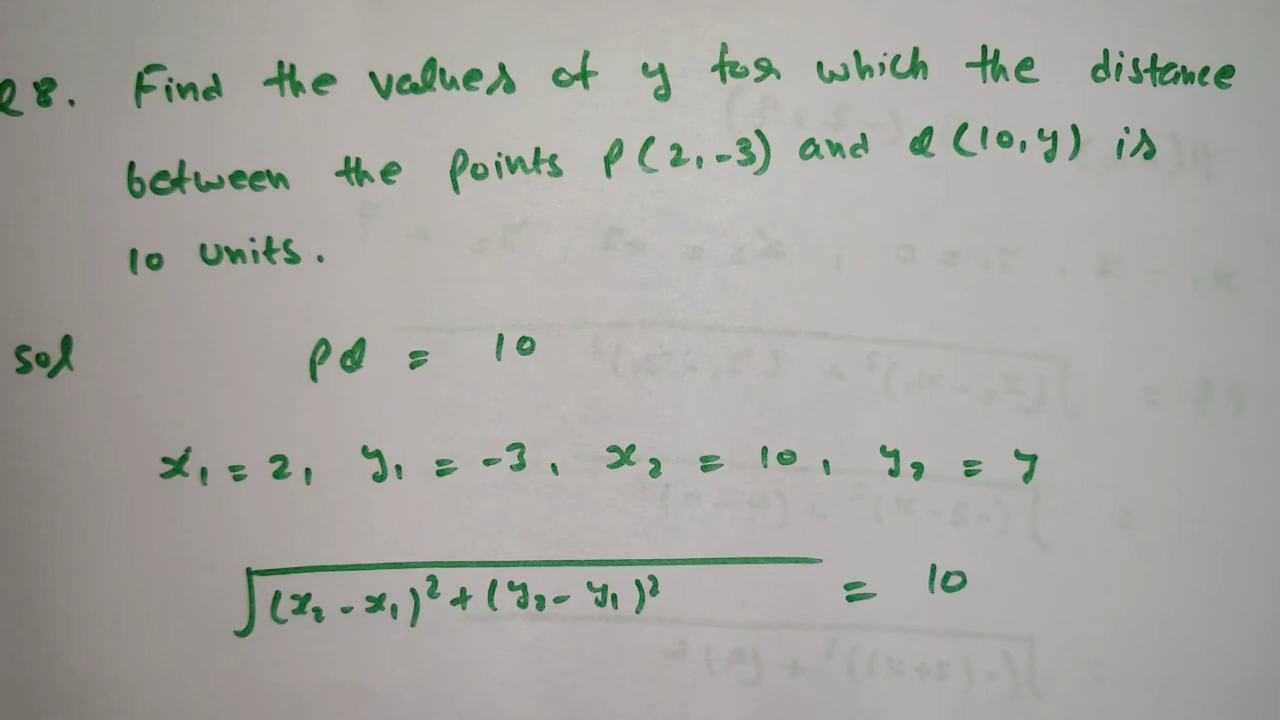 Q8. Find the values of y for which the distance
between the points P(2,-3) and Q(10,y) is
10 units.
Sol PQ = 10
x₁ = 2, y₁ = -3, x₂ = 10, y₂ = y
√(x₂ - x₁)² + (y₂ - y₁)² = 10